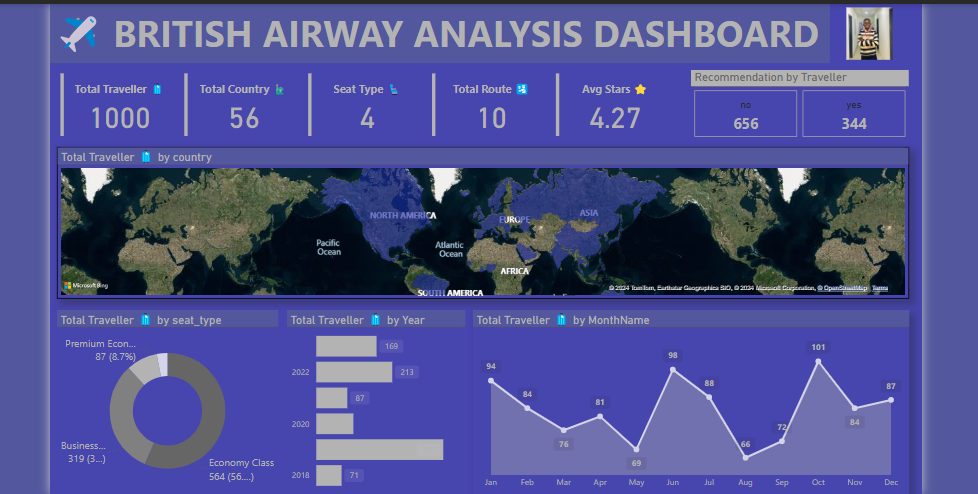 BRITISH AIRWAY ANALYSIS DASHBOARD
Total Traveller
1000
Total Country
56
Seat Type
4
Total Route
10
Avg Stars
4.27
Recommendation by Traveller
no
656
yes
344
Total Traveller by country
NORTH AMERICA
EUROPE
ASIA
Pacific
Ocean
Atlantic
Ocean
AFRICA
SOUTH AMERICA
Microsoft Bing
© 2024 TomTom, Earthstar Geographics SIO, © 2024 Microsoft Corporation, © OpenStreetMap Terms
Total Traveller by seat_type
Premium Econ...
87 (8.7%)
Business...
319 (3...)
Economy Class
564 (56....)
Total Traveller by Year
169
2022
213
87
2020
2018
71
Total Traveller by MonthName
94
84
76
81
69
98
88
66
72
101
84
87
Jan
Feb
Mar
Apr
May
Jun
Jul
Aug
Sep
Oct
Nov
Dec